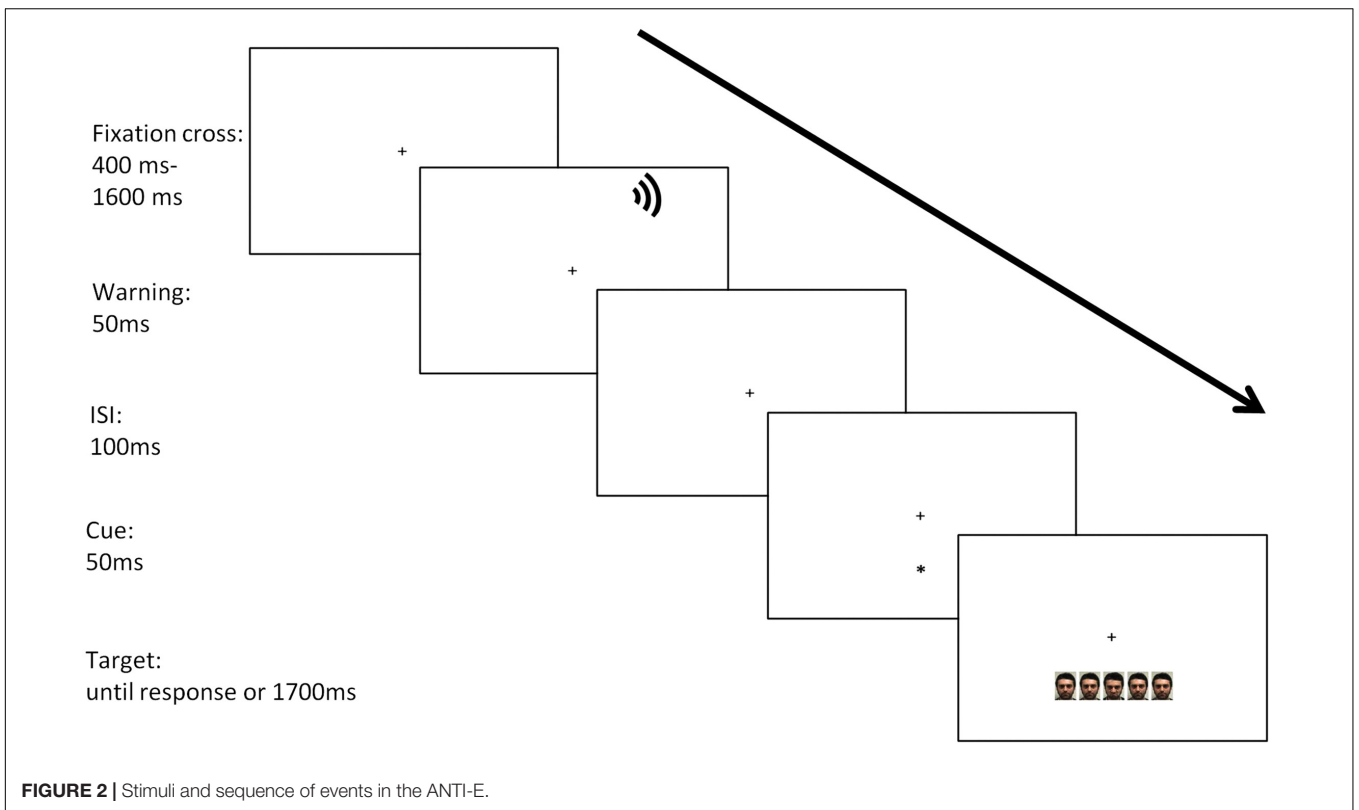 Fixation cross:
400 ms-
1600 ms
+
Warning:
50ms
+
ISI:
100ms
+
Cue:
50ms
+
*
Target:
until response or 1700ms
+
FIGURE 2 | Stimuli and sequence of events in the ANTI-E.